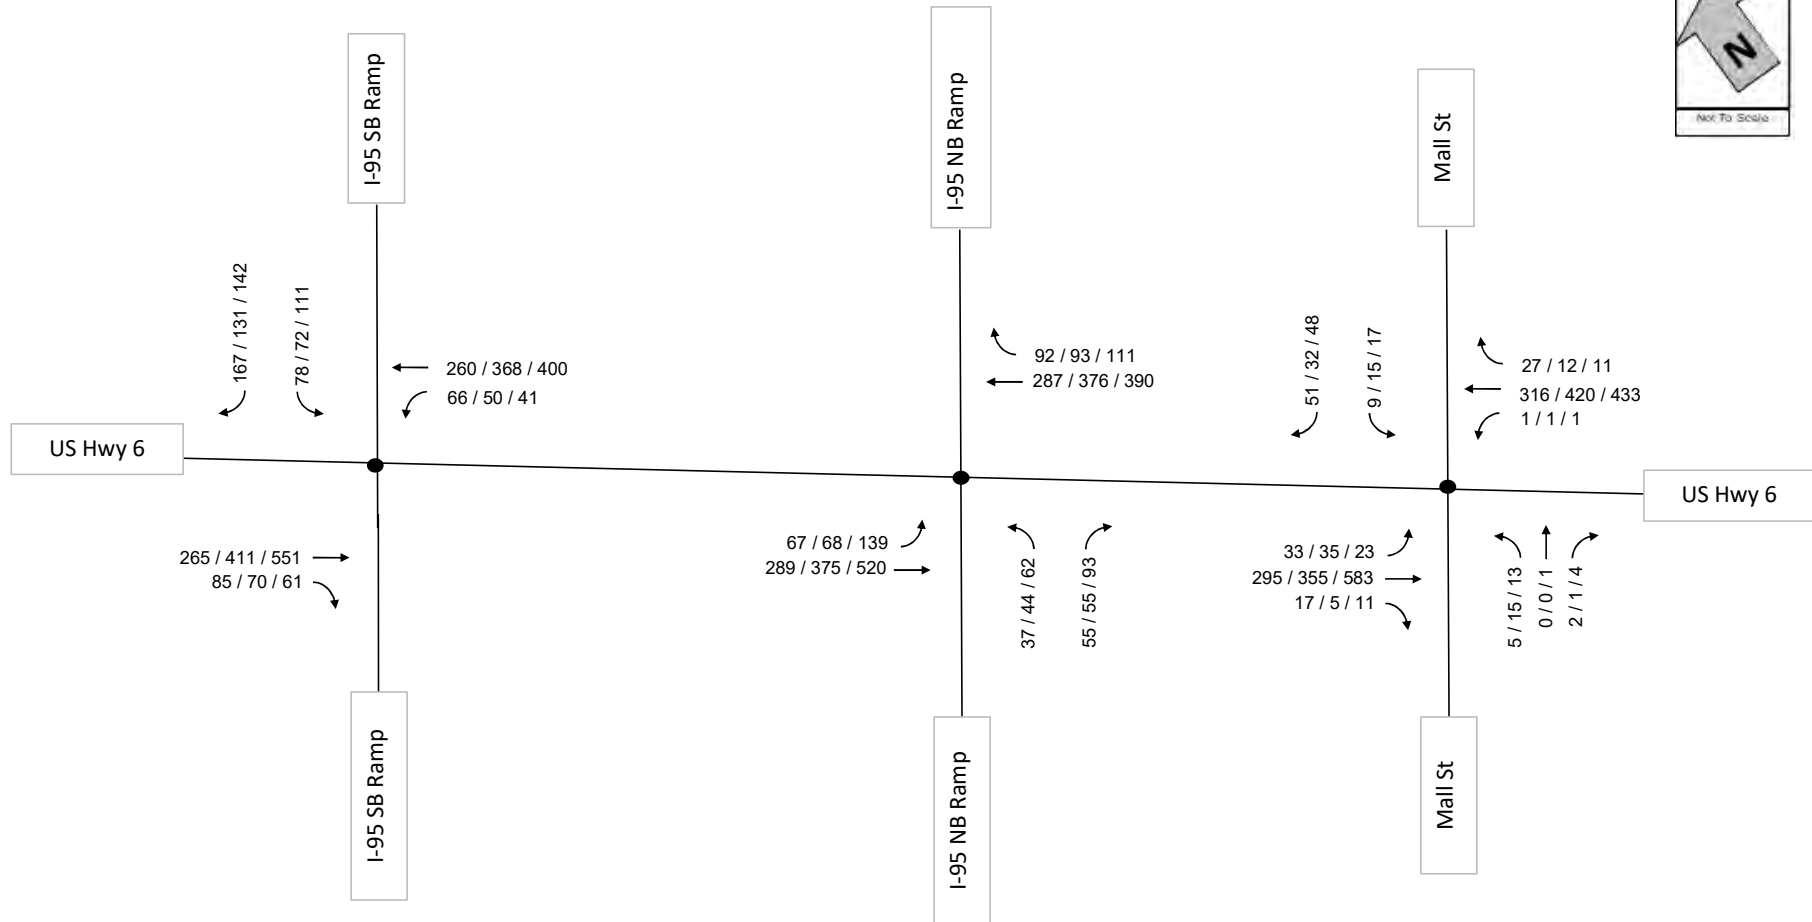 N
Not To Scale
I-95 SB Ramp
I-95 NB Ramp
Mall St
167 / 131 / 142
78 / 72 / 111
260 / 368 / 400
66 / 50 / 41
92 / 93 / 111
287 / 376 / 390
51 / 32 / 48
9 / 15 / 17
27 / 12 / 11
316 / 420 / 433
1 / 1 / 1
US Hwy 6
US Hwy 6
265 / 411 / 551
85 / 70 / 61
67 / 68 / 139
289 / 375 / 520
37 / 44 / 62
55 / 55 / 93
33 / 35 / 23
295 / 355 / 583
17 / 5 / 11
5 / 15 / 13
0 / 0 / 1
2 / 1 / 4
I-95 SB Ramp
I-95 NB Ramp
Mall St